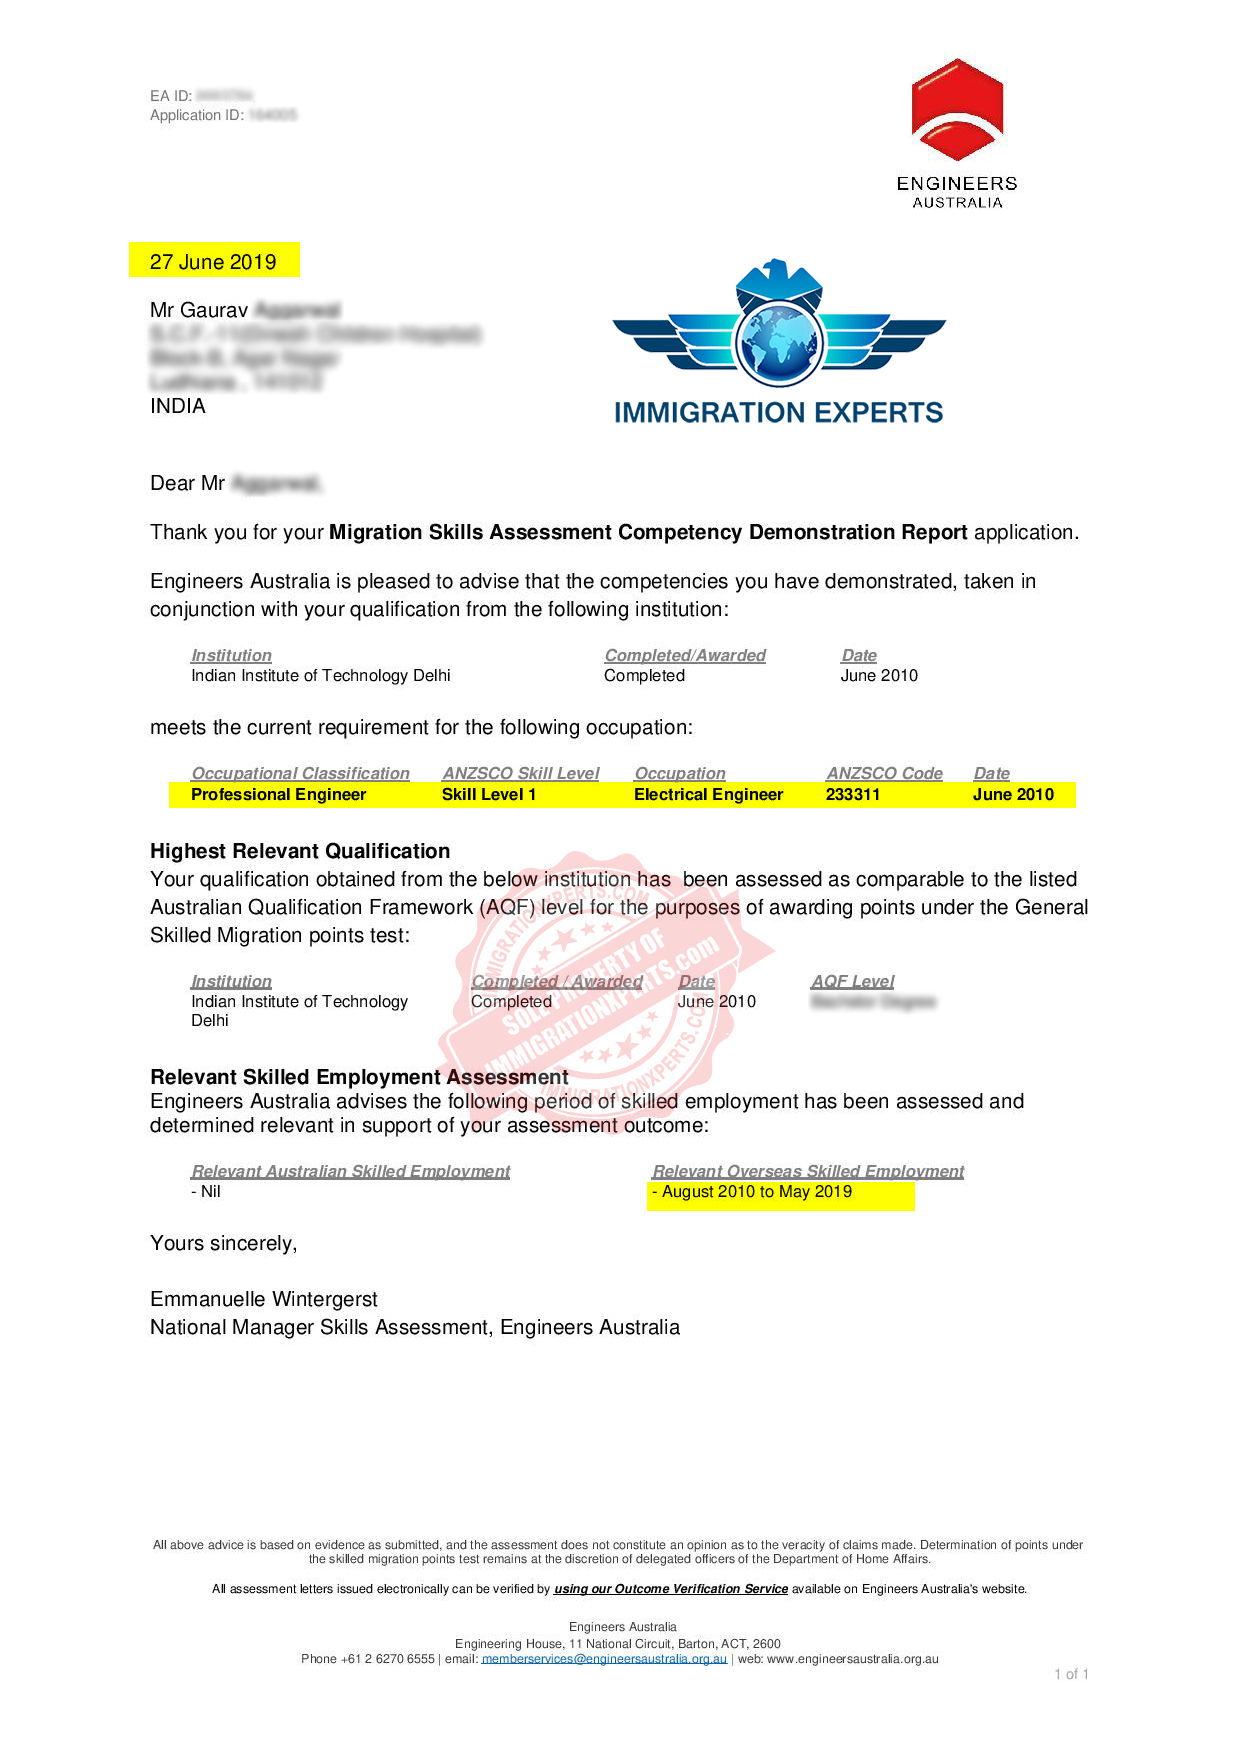 EA ID:
Application ID:
ENGINEERS
AUSTRALIA
27 June 2019
Mr Gaurav
INDIA
IMMIGRATION EXPERTS
Dear Mr
Thank you for your Migration Skills Assessment Competency Demonstration Report application.
Engineers Australia is pleased to advise that the competencies you have demonstrated, taken in
conjunction with your qualification from the following institution:
Institution Completed/Awarded Date
Indian Institute of Technology Delhi Completed June 2010
meets the current requirement for the following occupation:
Occupational Classification ANZSCO Skill Level Occupation ANZSCO Code Date
Professional Engineer Skill Level 1 Electrical Engineer 233311 June 2010
Highest Relevant Qualification
Your qualification obtained from the below institution has been assessed as comparable to the listed
Australian Qualification Framework (AQF) level for the purposes of awarding points under the General
Skilled Migration points test:
Institution Completed / Awarded Date AQF Level
Indian Institute of Technology Completed June 2010
Delhi
IMMIGRATIONXPERTS.COM
SOLE PROPERTY OF
IMMIGRATIONXPERTS.com
IMMIGRATIONXPERTS.COM
Relevant Skilled Employment Assessment
Engineers Australia advises the following period of skilled employment has been assessed and
determined relevant in support of your assessment outcome:
Relevant Australian Skilled Employment Relevant Overseas Skilled Employment
- Nil - August 2010 to May 2019
Yours sincerely,
Emmanuelle Wintergerst
National Manager Skills Assessment, Engineers Australia
All above advice is based on evidence as submitted, and the assessment does not constitute an opinion as to the veracity of claims made. Determination of points under
the skilled migration points test remains at the discretion of delegated officers of the Department of Home Affairs.
All assessment letters issued electronically can be verified by using our Outcome Verification Service available on Engineers Australia's website.
Engineers Australia
Engineering House, 11 National Circuit, Barton, ACT, 2600
Phone +61 2 6270 6555 | email: memberservices@engineersaustralia.org.au | web: www.engineersaustralia.org.au
1 of 1